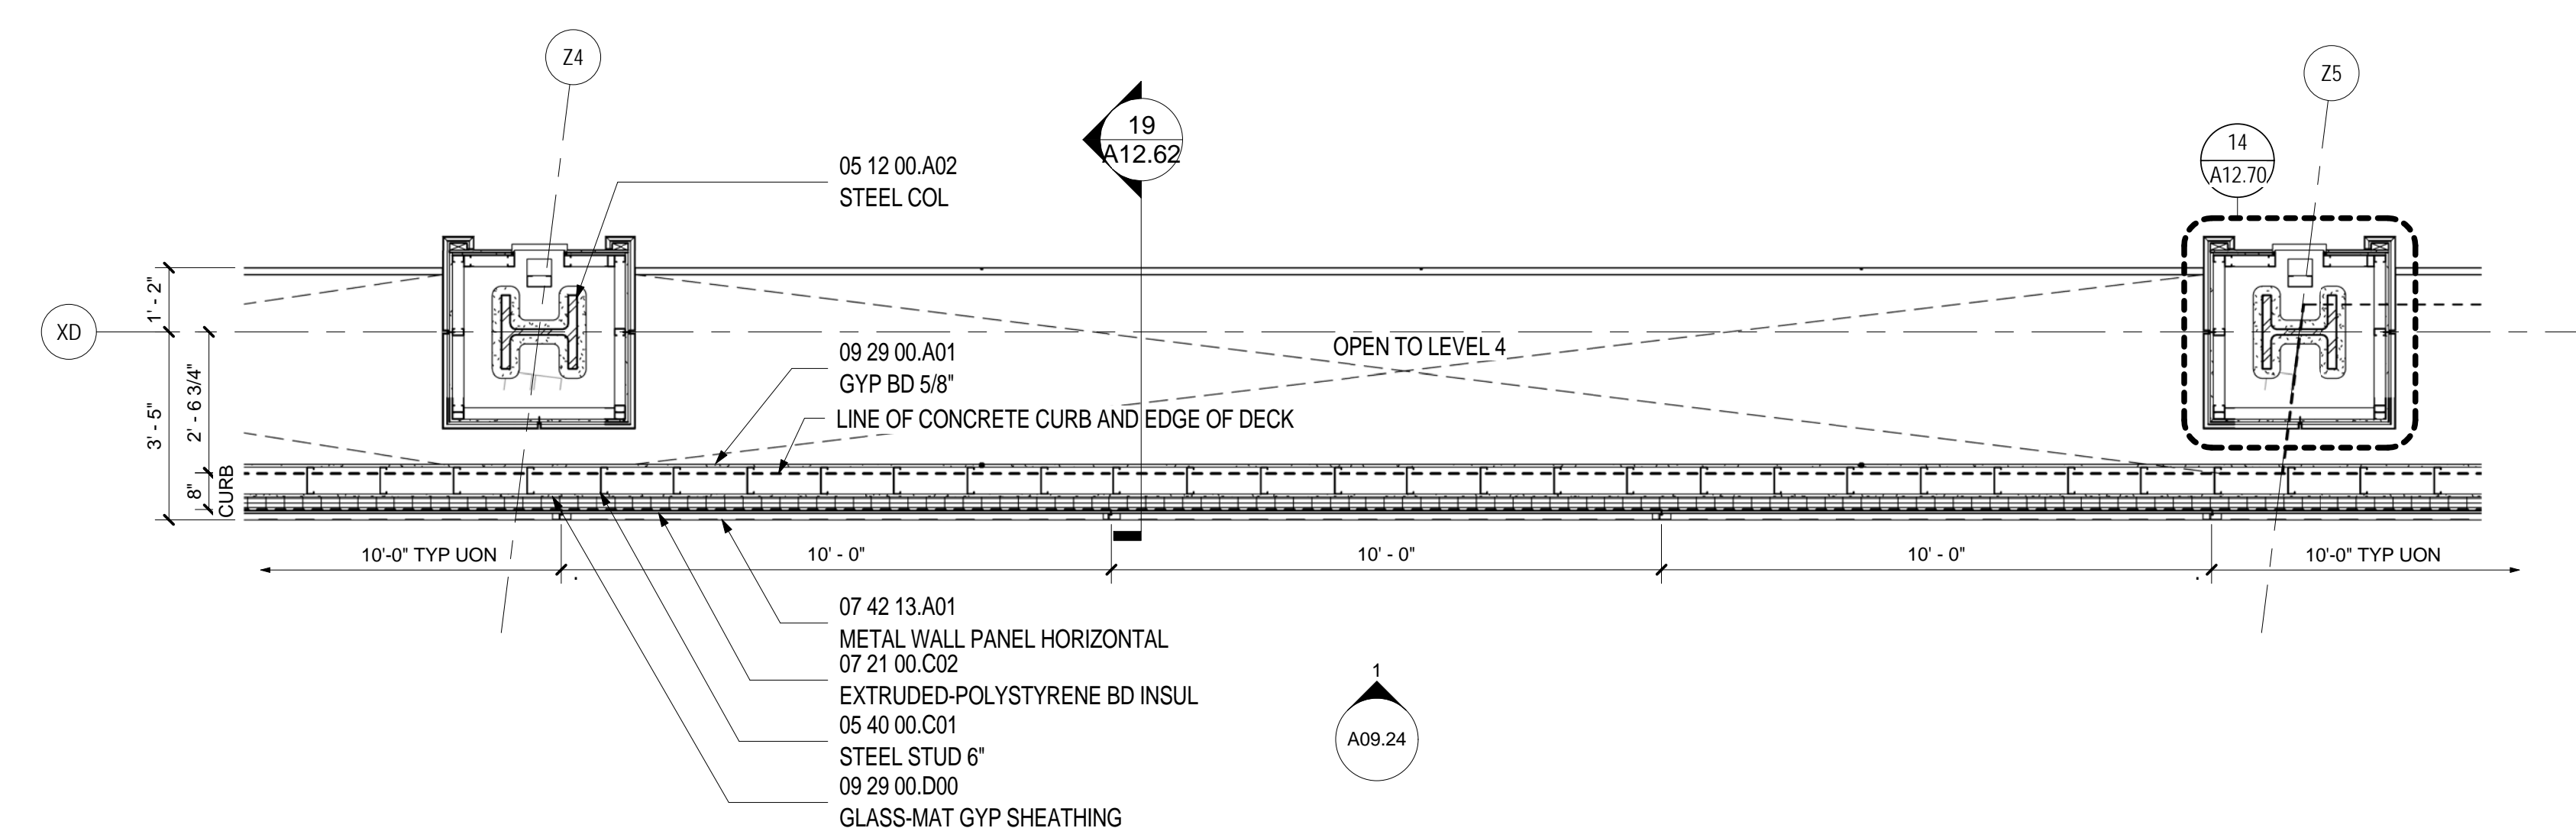 Z4
Z5
19
A12.62
14
A12.70
05 12 00.A02
STEEL COL
1' - 2"
XD
3' - 5"
2' - 6 3/4"
8"
CURB
OPEN TO LEVEL 4
09 29 00.A01
GYP BD 5/8"
LINE OF CONCRETE CURB AND EDGE OF DECK
10'-0" TYP UON
10' - 0"
10' - 0"
10' - 0"
10'-0" TYP UON
07 42 13.A01
METAL WALL PANEL HORIZONTAL
07 21 00.C02
EXTRUDED-POLYSTYRENE BD INSUL
05 40 00.C01
STEEL STUD 6"
09 29 00.D00
GLASS-MAT GYP SHEATHING
1
A09.24